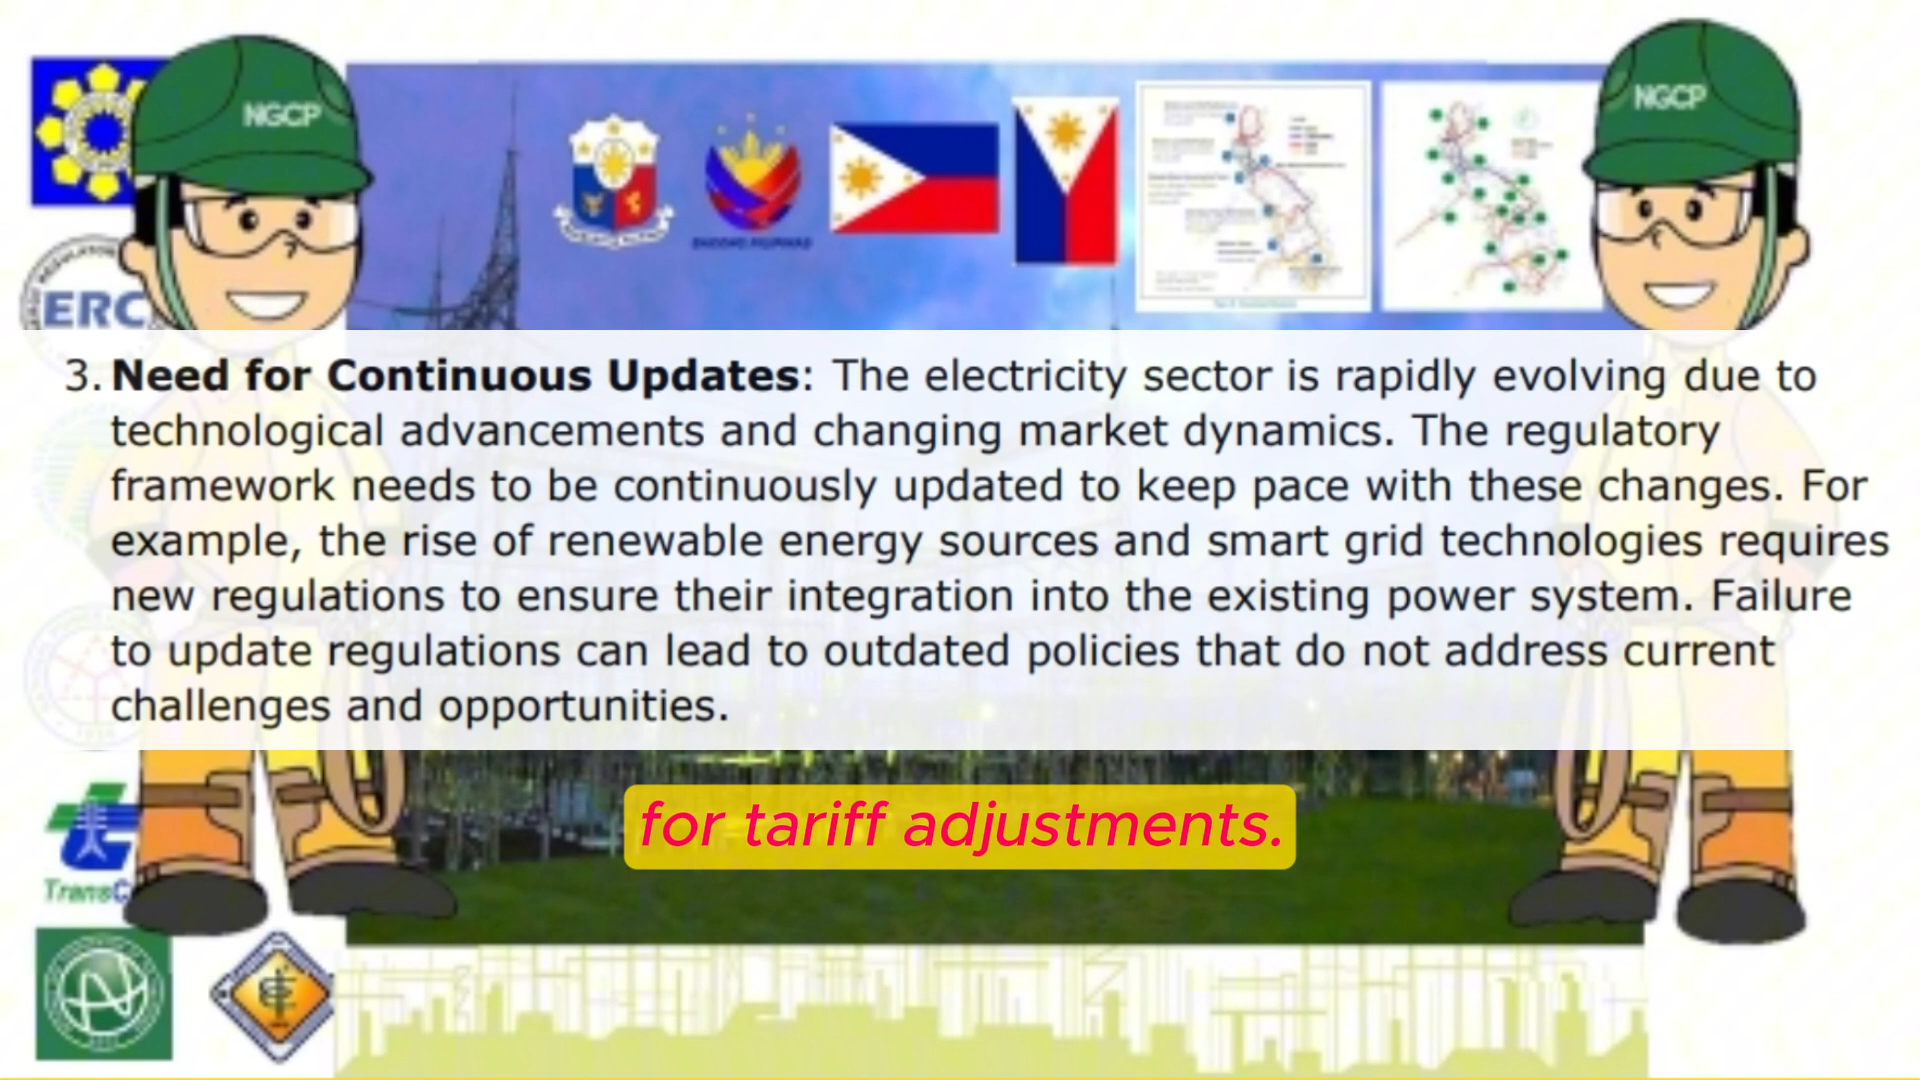 NGCP
NGCP
ERC
3. Need for Continuous Updates: The electricity sector is rapidly evolving due to
technological advancements and changing market dynamics. The regulatory
framework needs to be continuously updated to keep pace with these changes. For
example, the rise of renewable energy sources and smart grid technologies requires
new regulations to ensure their integration into the existing power system. Failure
to update regulations can lead to outdated policies that do not address current
challenges and opportunities.
for tariff adjustments.